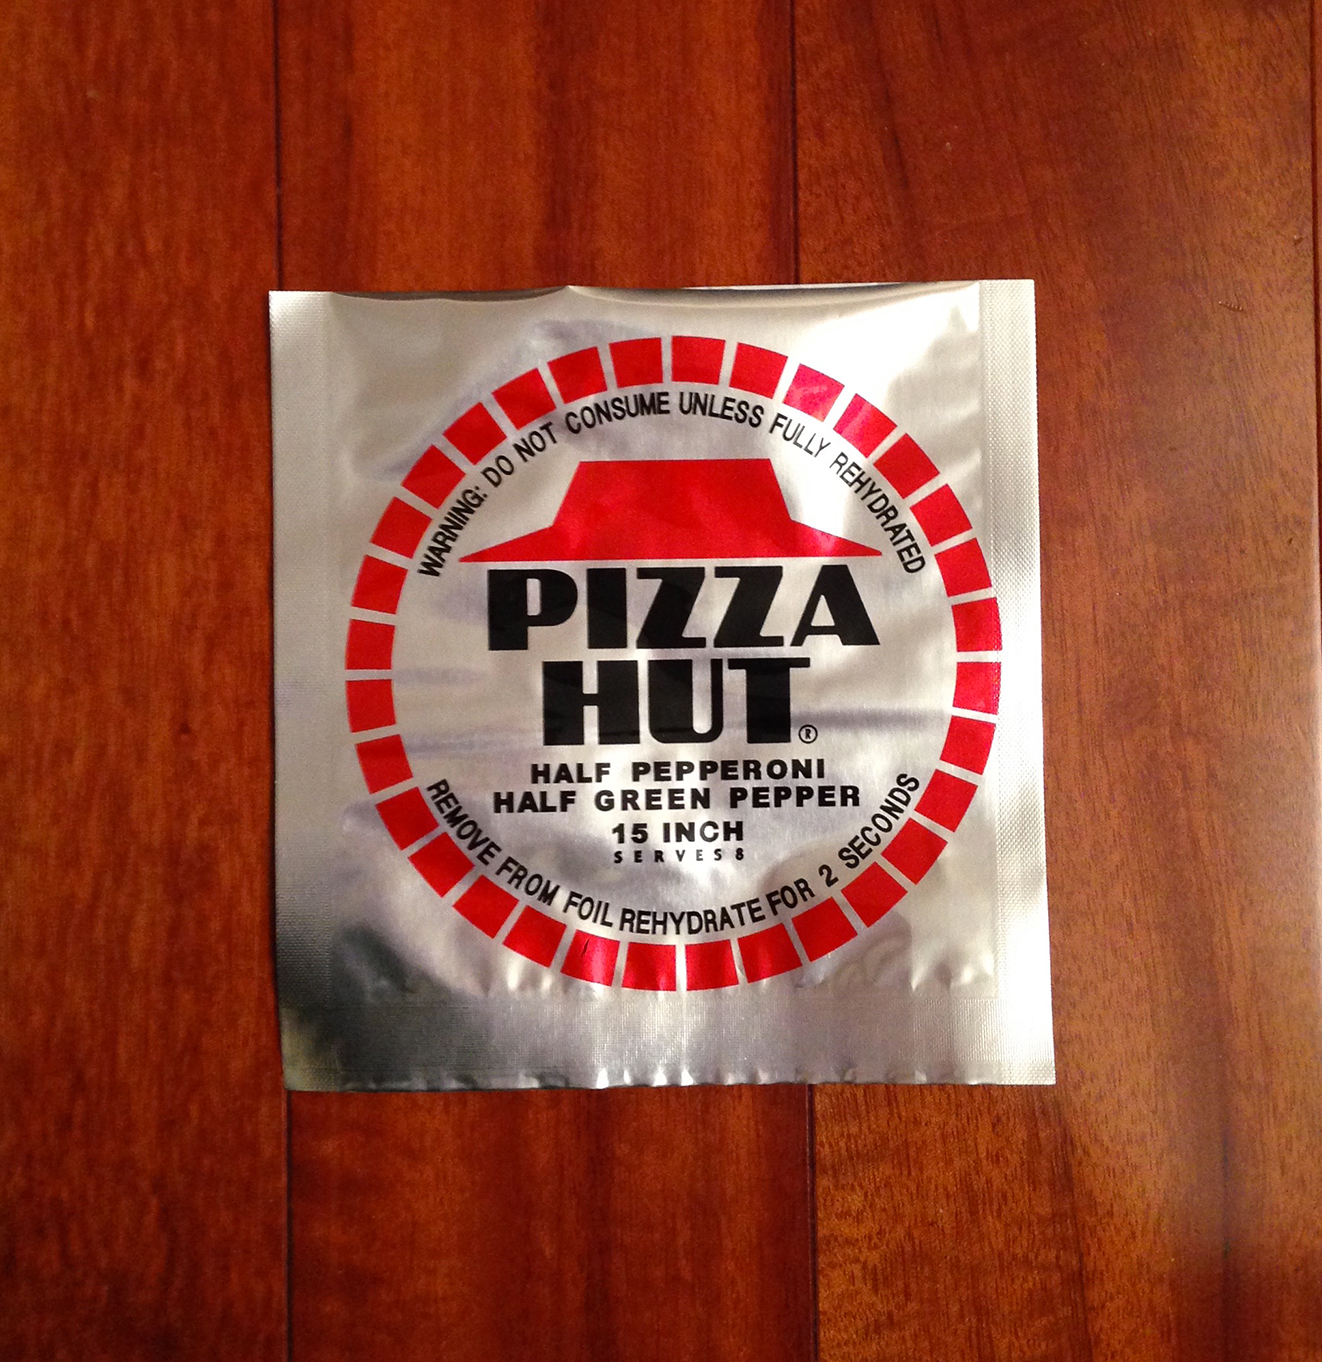 WARNING: DO NOT CONSUME UNLESS FULLY REHYDRATED
PIZZA
HUT®
HALF PEPPERONI
HALF GREEN PEPPER
15 INCH
SERVES 8
REMOVE FROM FOIL REHYDRATE FOR 2 SECONDS